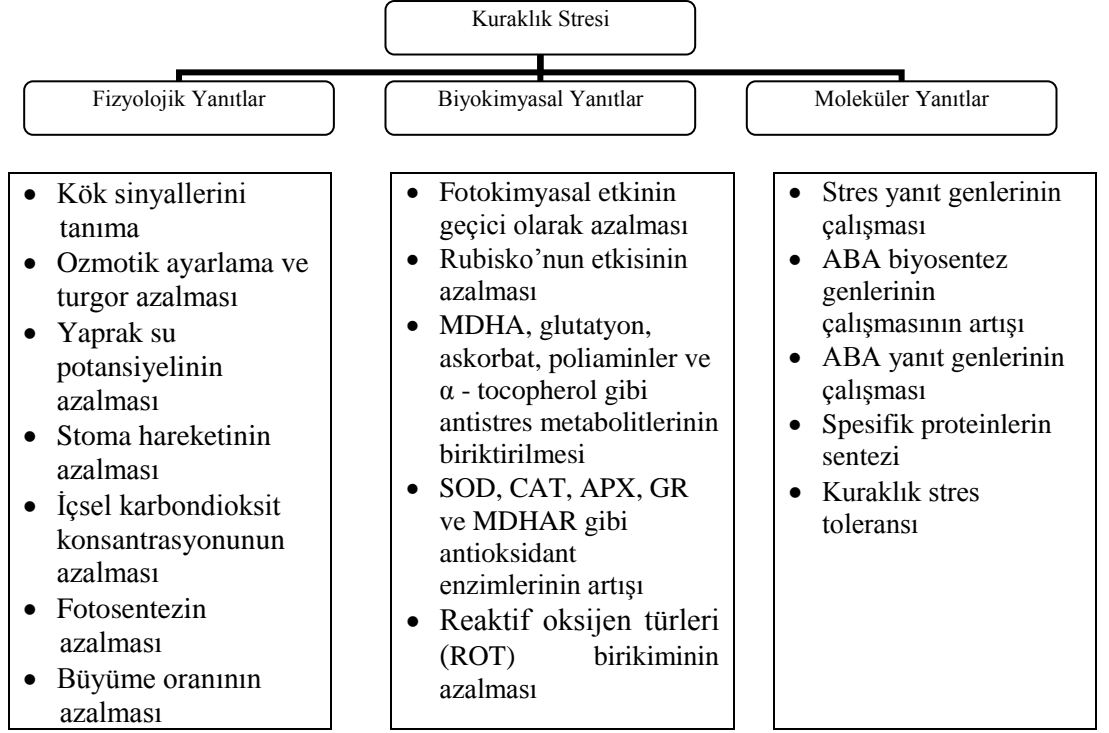 Kuraklık Stresi
Fizyolojik Yanıtlar
Biyokimyasal Yanıtlar
Moleküler Yanıtlar
• Kök sinyallerini
tanıma
• Ozmotik ayarlama ve
turgor azalması
• Yaprak su
potansiyelinin
azalması
• Stoma hareketinin
azalması
• İçsel karbondioksit
konsantrasyonunun
azalması
• Fotosentezin
azalması
• Büyüme oranının
azalması
• Fotokimyasal etkinin
geçici olarak azalması
• Rubisko’nun etkisinin
azalması
• MDHA, glutatyon,
askorbat, poliaminler ve
α - tocopherol gibi
antistres metabolitlerinin
biriktirilmesi
• SOD, CAT, APX, GR
ve MDHAR gibi
antioksidant
enzimlerinin artışı
• Reaktif oksijen türleri
(ROT) birikiminin
azalması
• Stres yanıt genlerinin
çalışması
• ABA biyosentez
genlerinin
çalışmasının artışı
• ABA yanıt genlerinin
çalışması
• Spesifik proteinlerin
sentezi
• Kuraklık stres
toleransı